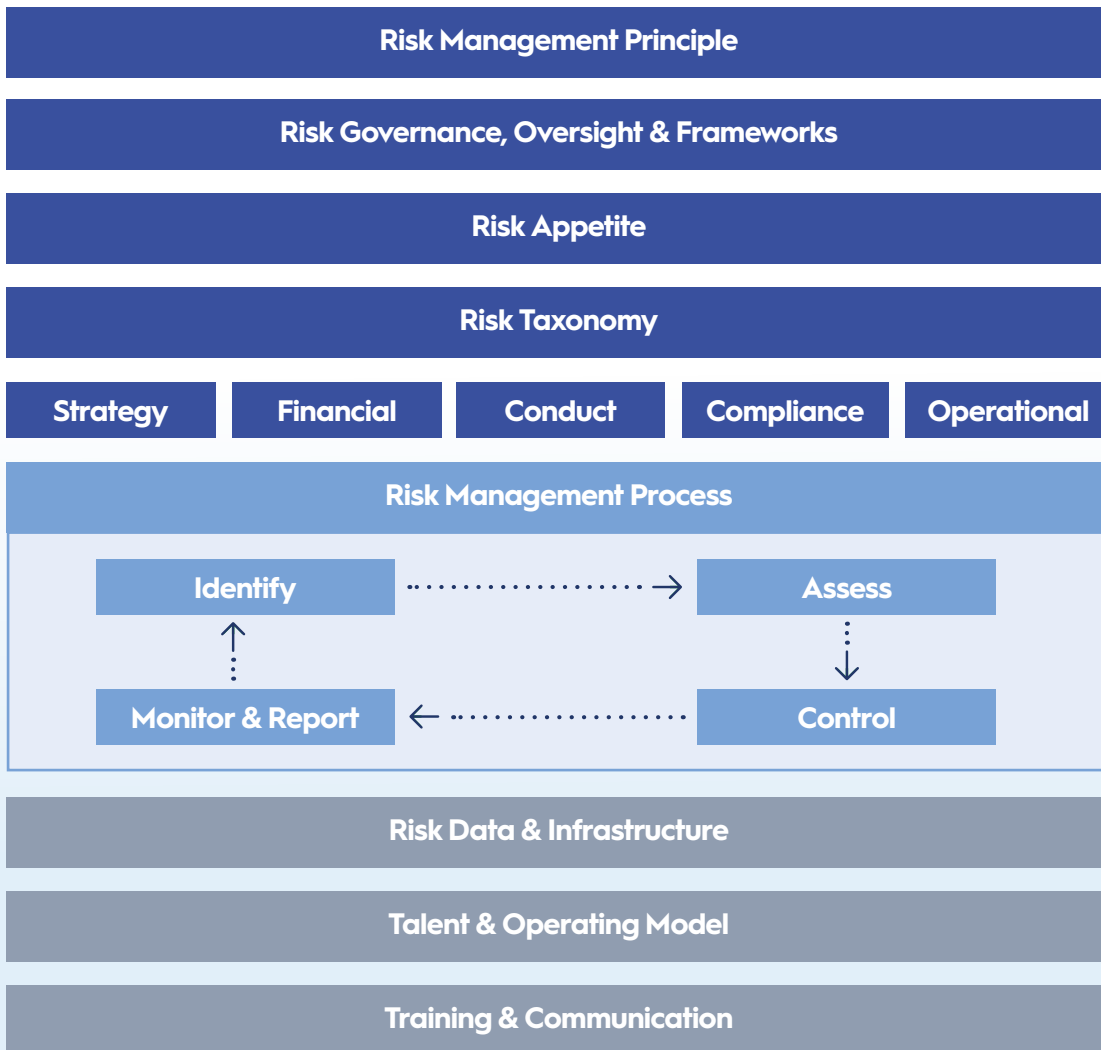 Risk Management Principle
Risk Governance, Oversight & Frameworks
Risk Appetite
Risk Taxonomy
Strategy
Financial
Conduct
Compliance
Operational
Risk Management Process
Identify
Assess
Monitor & Report
Control
Risk Data & Infrastructure
Talent & Operating Model
Training & Communication